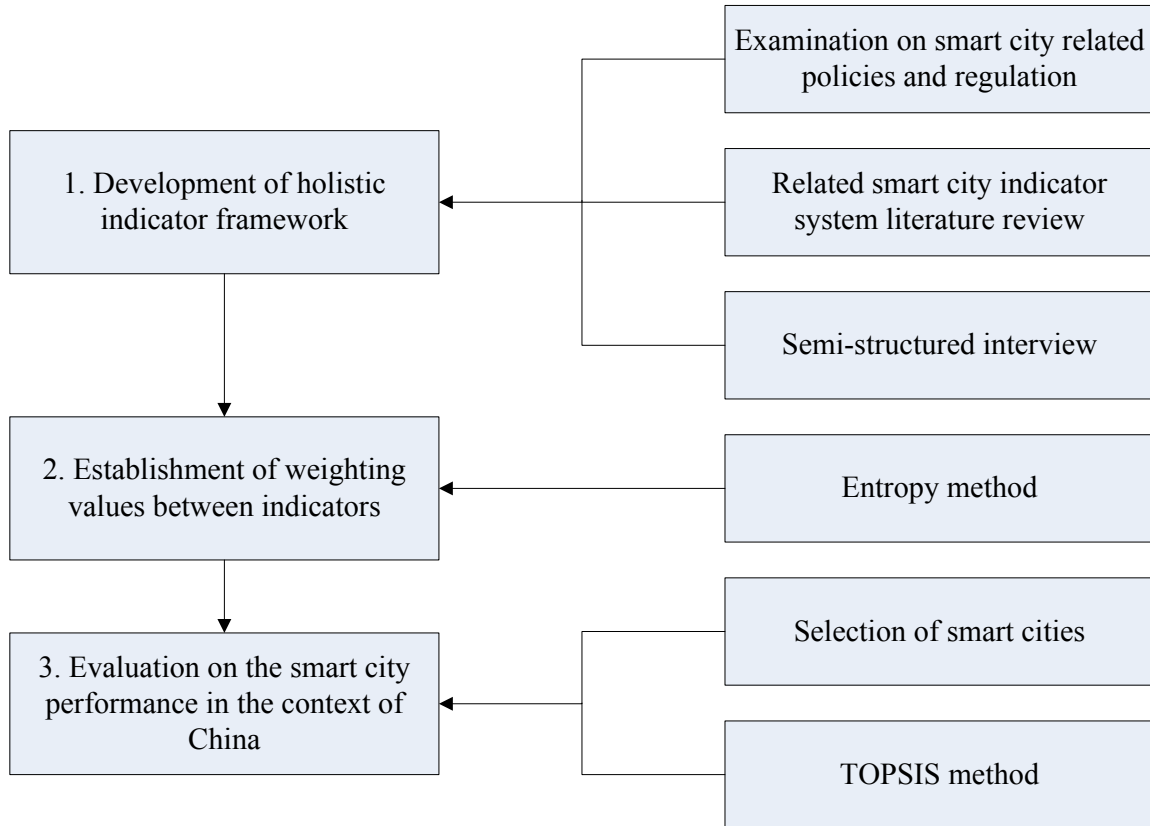 Examination on smart city related
policies and regulation
1. Development of holistic
indicator framework
Related smart city indicator
system literature review
Semi-structured interview
2. Establishment of weighting
values between indicators
Entropy method
Selection of smart cities
3. Evaluation on the smart city
performance in the context of
China
TOPSIS method